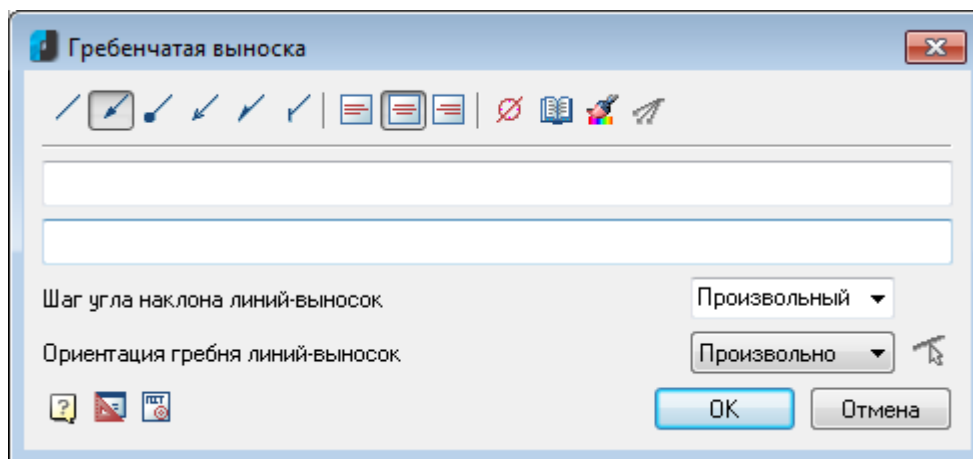 Гребенчатая выноска
Шаг угла наклона линий-выносок
Произвольный
Ориентация гребня линий-выносок
Произвольно
OK
Отмена